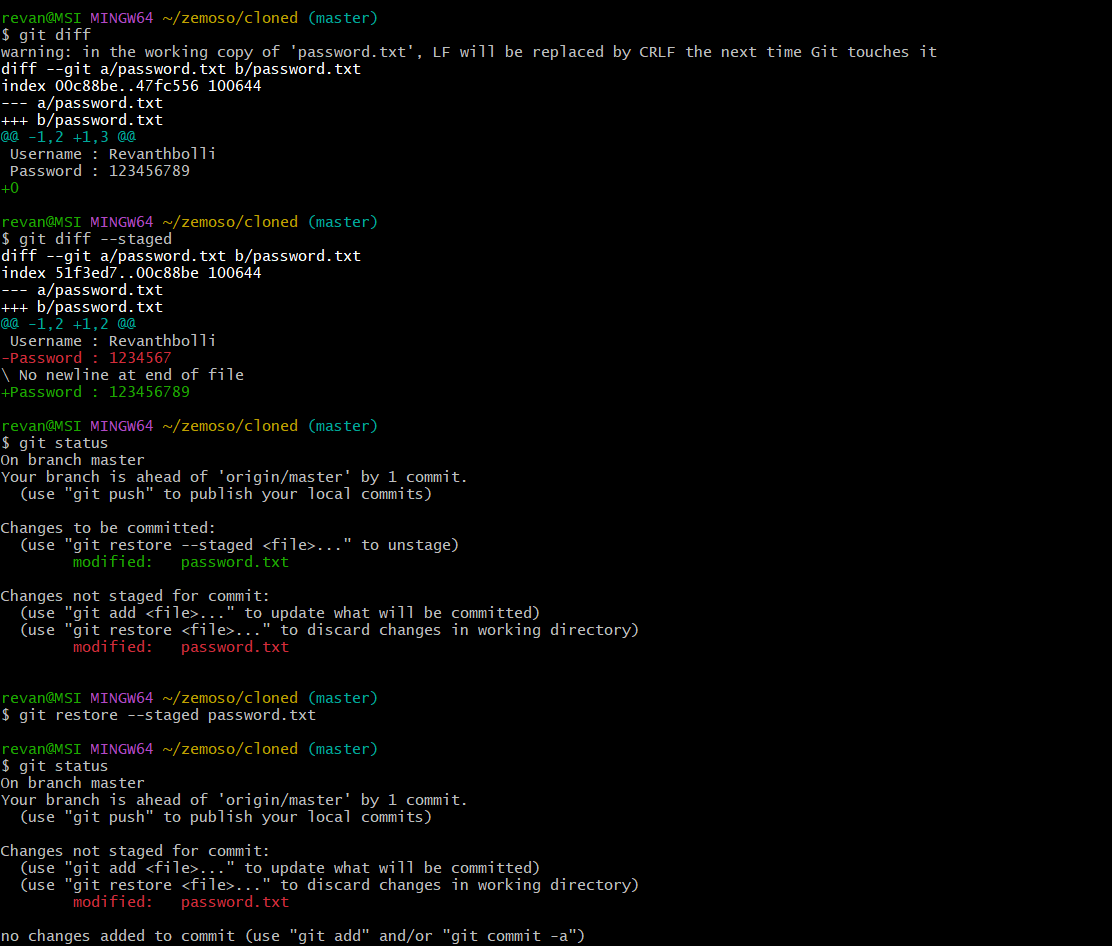 revan@MSI MINGW64 ~/zemoso/cloned (master)
$ git diff
warning: in the working copy of 'password.txt', LF will be replaced by CRLF the next time Git touches it
diff --git a/password.txt b/password.txt
index 00c88be..47fc556 100644
--- a/password.txt
+++ b/password.txt
@@ -1,2 +1,3 @@
 Username : Revanthbolli
 Password : 123456789
+0
revan@MSI MINGW64 ~/zemoso/cloned (master)
$ git diff --staged
diff --git a/password.txt b/password.txt
index 51f3ed7..00c88be 100644
--- a/password.txt
+++ b/password.txt
@@ -1,2 +1,2 @@
 Username : Revanthbolli
-Password : 1234567
\ No newline at end of file
+Password : 123456789
revan@MSI MINGW64 ~/zemoso/cloned (master)
$ git status
On branch master
Your branch is ahead of 'origin/master' by 1 commit.
  (use "git push" to publish your local commits)
Changes to be committed:
  (use "git restore --staged <file>..." to unstage)
        modified:   password.txt
Changes not staged for commit:
  (use "git add <file>..." to update what will be committed)
  (use "git restore <file>..." to discard changes in working directory)
        modified:   password.txt
revan@MSI MINGW64 ~/zemoso/cloned (master)
$ git restore --staged password.txt
revan@MSI MINGW64 ~/zemoso/cloned (master)
$ git status
On branch master
Your branch is ahead of 'origin/master' by 1 commit.
  (use "git push" to publish your local commits)
Changes not staged for commit:
  (use "git add <file>..." to update what will be committed)
  (use "git restore <file>..." to discard changes in working directory)
        modified:   password.txt
no changes added to commit (use "git add" and/or "git commit -a")